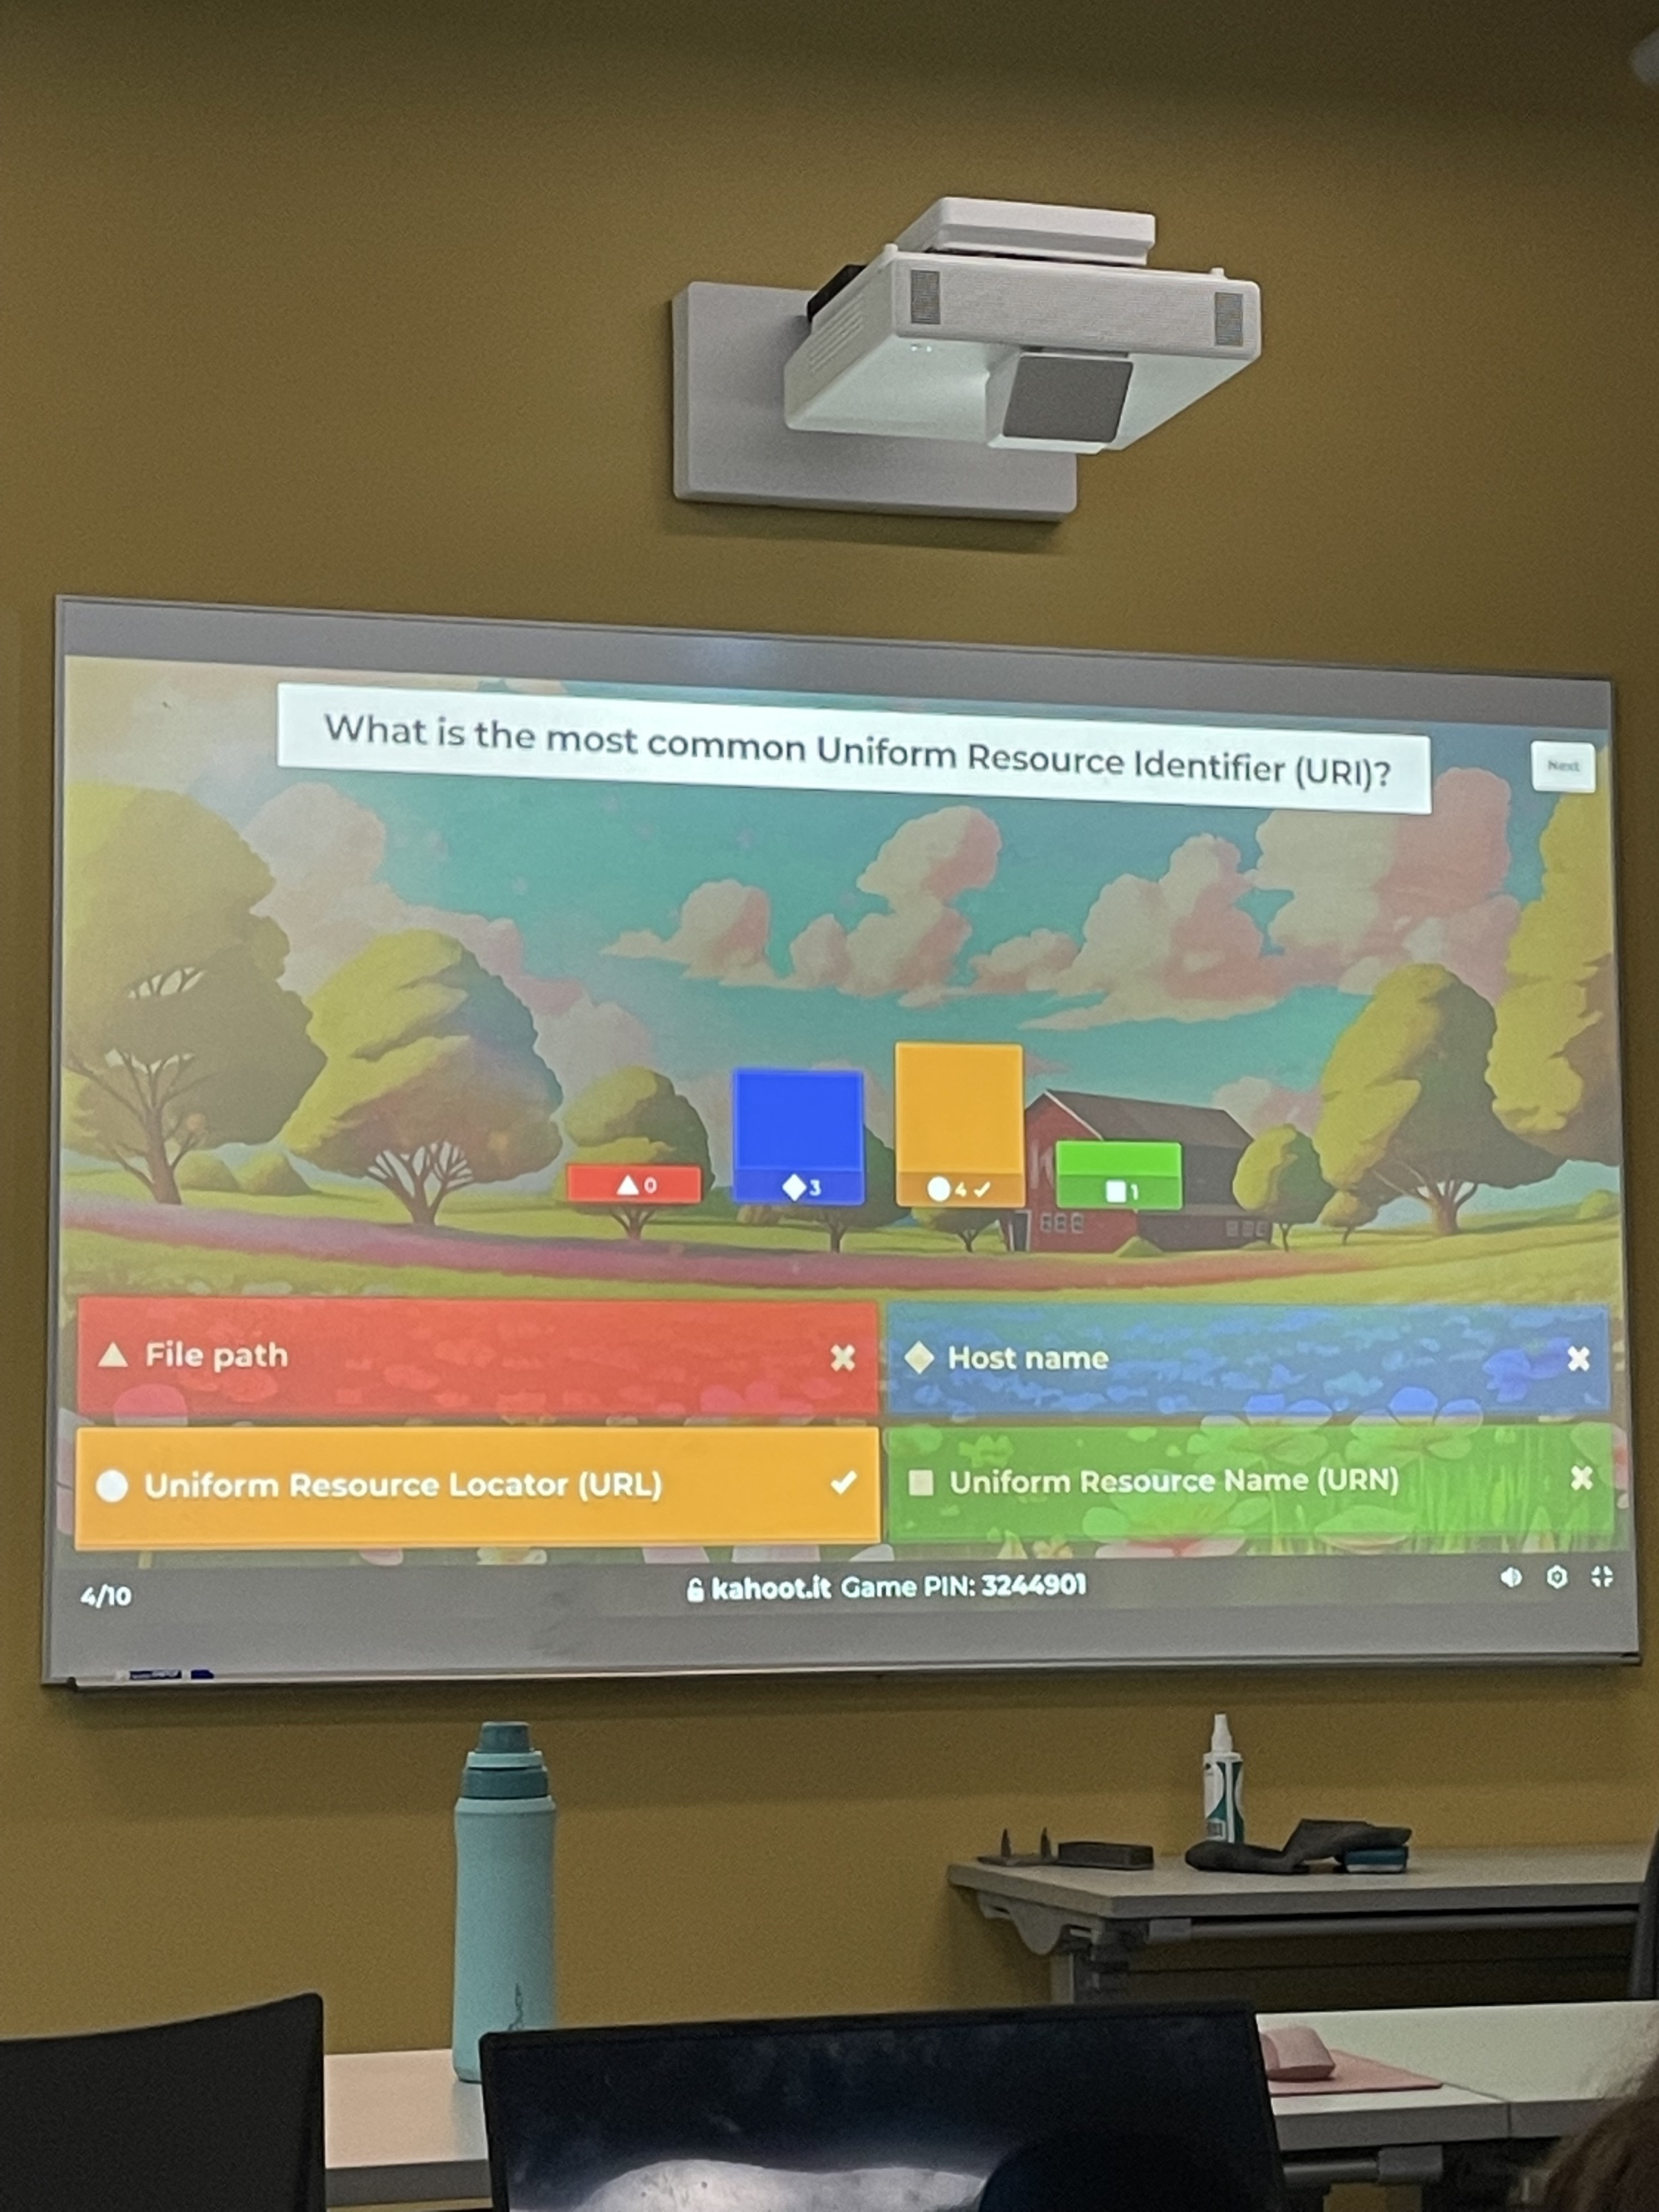 What is the most common Uniform Resource Identifier (URI)?
Next
0
3
4
1
File path
Host name
Uniform Resource Locator (URL)
Uniform Resource Name (URN)
4/10
kahoot.it Game PIN: 3244901